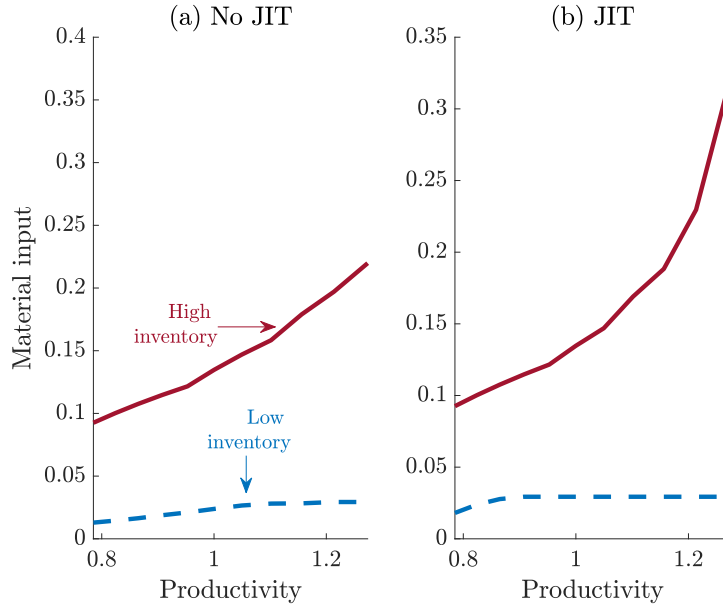 (a) No JIT
0.4
0.35
0.3
0.25
0.2
0.15
0.1
0.05
0
0.8
1
1.2
Productivity
Material input
High
inventory
Low
inventory
(b) JIT
0.35
0.3
0.25
0.2
0.15
0.1
0.05
0
0.8
1
1.2
Productivity